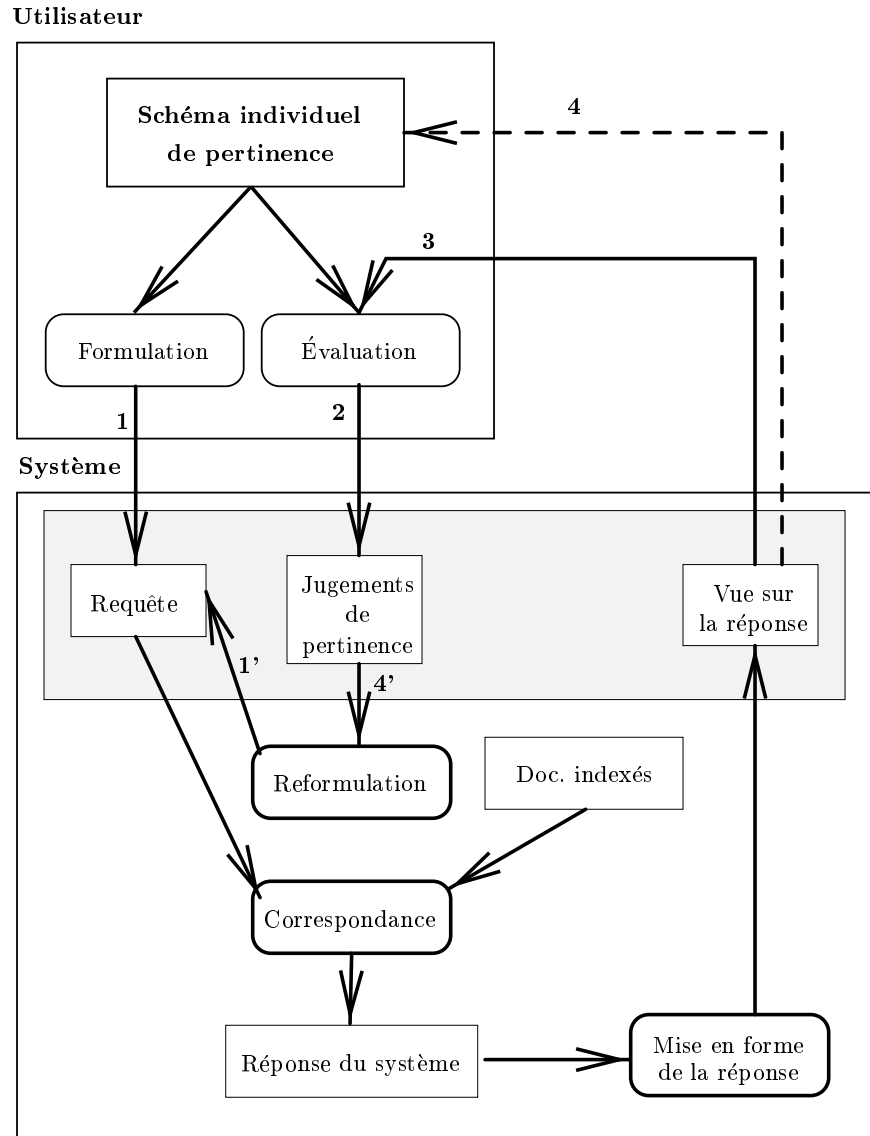 Utilisateur
Schéma individuel
de pertinence
4
3
Formulation
Évaluation
1
2
Système
Requête
Jugements
de
pertinence
Vue sur
la réponse
1'
4'
Reformulation
Doc. indexés
Correspondance
Réponse du système
Mise en forme
de la réponse